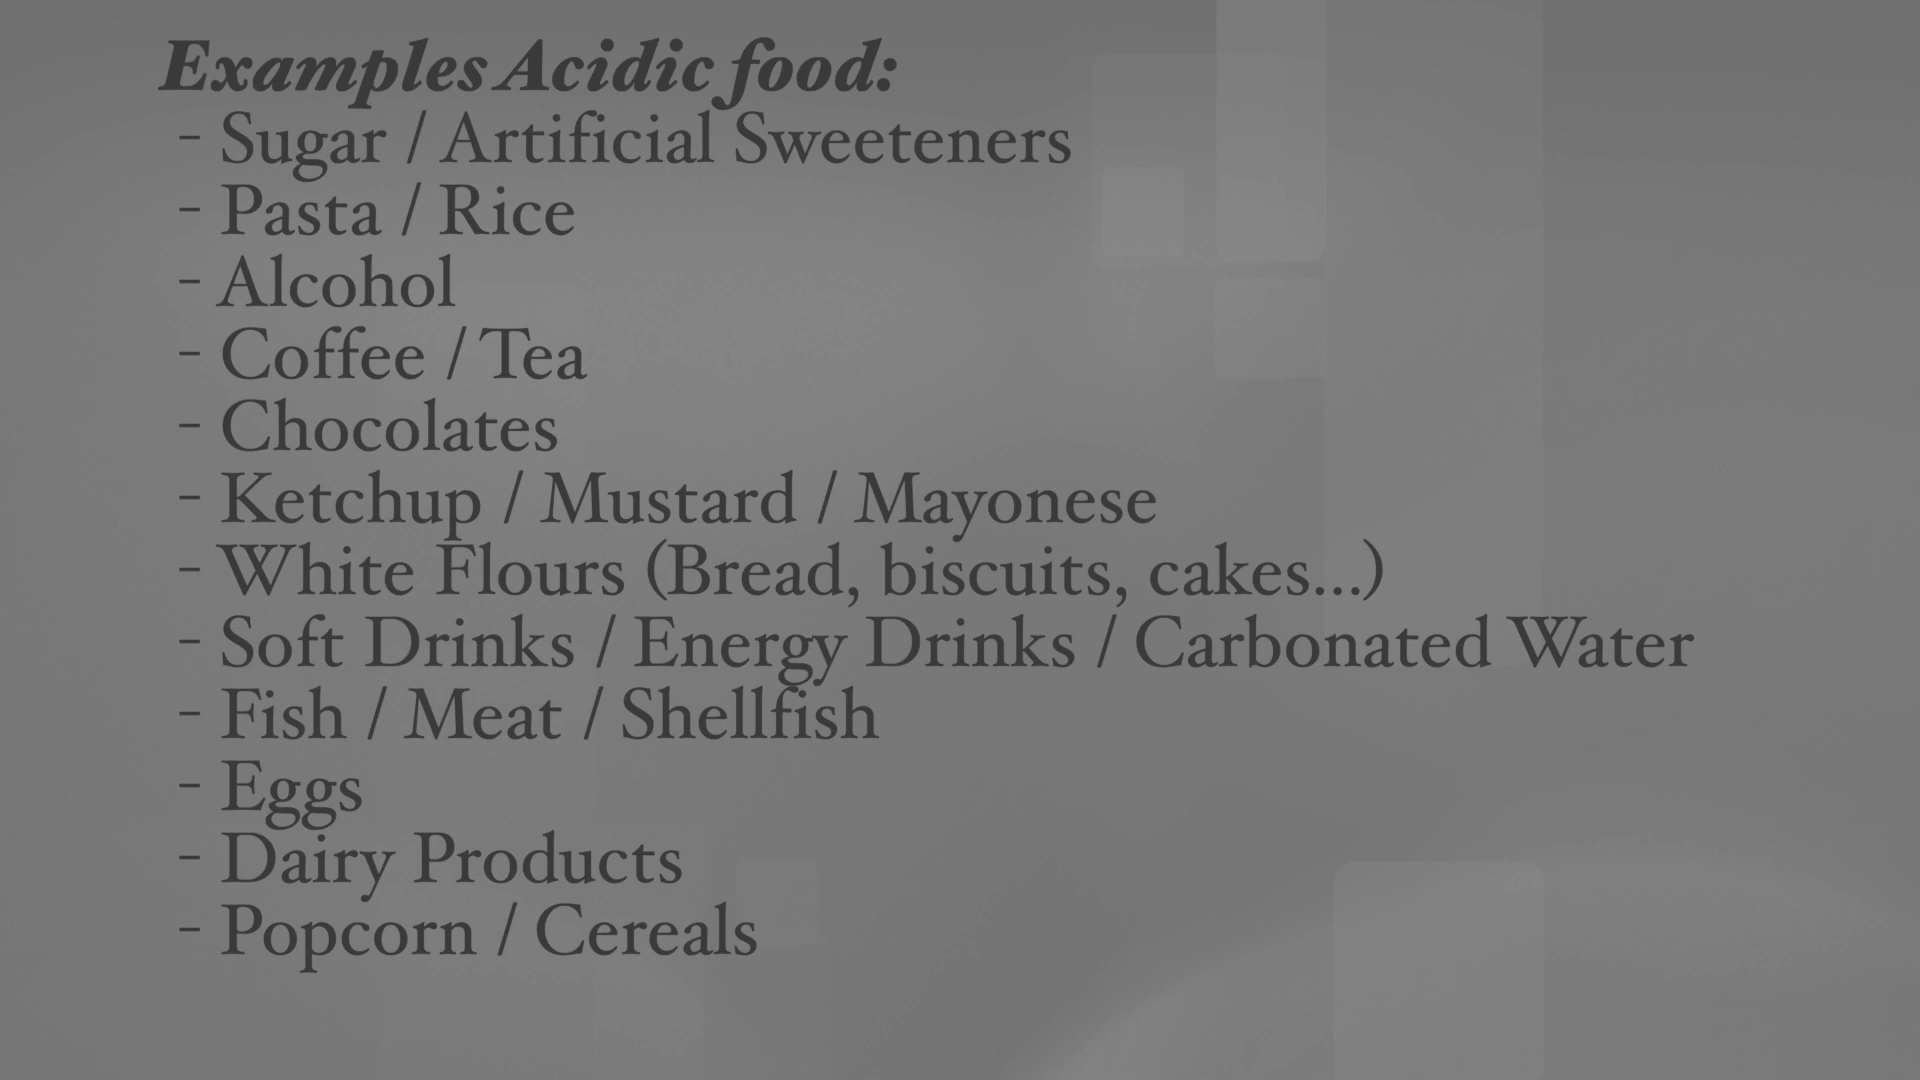 Examples Acidic food:
- Sugar / Artificial Sweeteners
- Pasta / Rice
- Alcohol
- Coffee / Tea
- Chocolates
- Ketchup / Mustard / Mayonese
- White Flours (Bread, biscuits, cakes...)
- Soft Drinks / Energy Drinks / Carbonated Water
- Fish / Meat / Shellfish
- Eggs
- Dairy Products
- Popcorn / Cereals